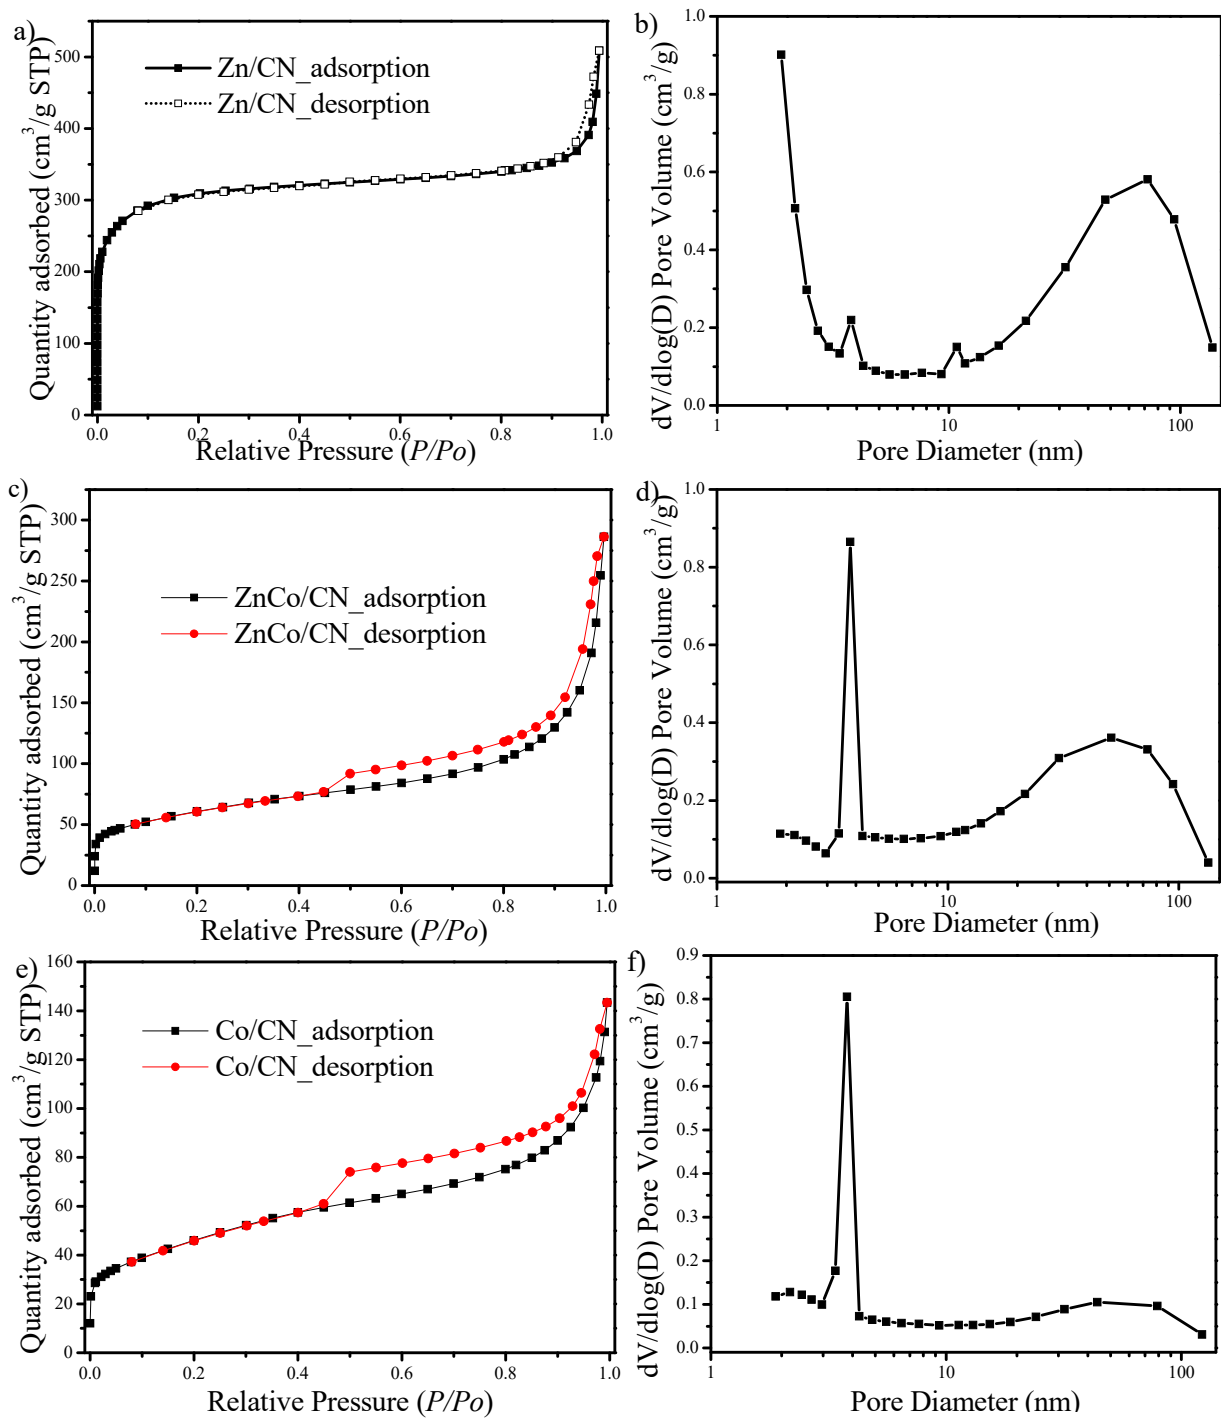 a)
Quantity adsorbed (cm³/g STP)
500
400
300
200
100
0
Zn/CN_adsorption
Zn/CN_desorption
0.0 0.2 0.4 0.6 0.8 1.0
Relative Pressure (P/Po)
b)
dV/dlog(D) Pore Volume (cm³/g)
1.0
0.8
0.6
0.4
0.2
0.0
1 10 100
Pore Diameter (nm)
c)
Quantity adsorbed (cm³/g STP)
300
250
200
150
100
50
0
ZnCo/CN_adsorption
ZnCo/CN_desorption
0.0 0.2 0.4 0.6 0.8 1.0
Relative Pressure (P/Po)
d)
dV/dlog(D) Pore Volume (cm³/g)
1.0
0.8
0.6
0.4
0.2
0.0
1 10 100
Pore Diameter (nm)
e)
Quantity adsorbed (cm³/g STP)
160
140
120
100
80
60
40
20
0
Co/CN_adsorption
Co/CN_desorption
0.0 0.2 0.4 0.6 0.8 1.0
Relative Pressure (P/Po)
f)
dV/dlog(D) Pore Volume (cm³/g)
0.9
0.8
0.7
0.6
0.5
0.4
0.3
0.2
0.1
0.0
1 10 100
Pore Diameter (nm)